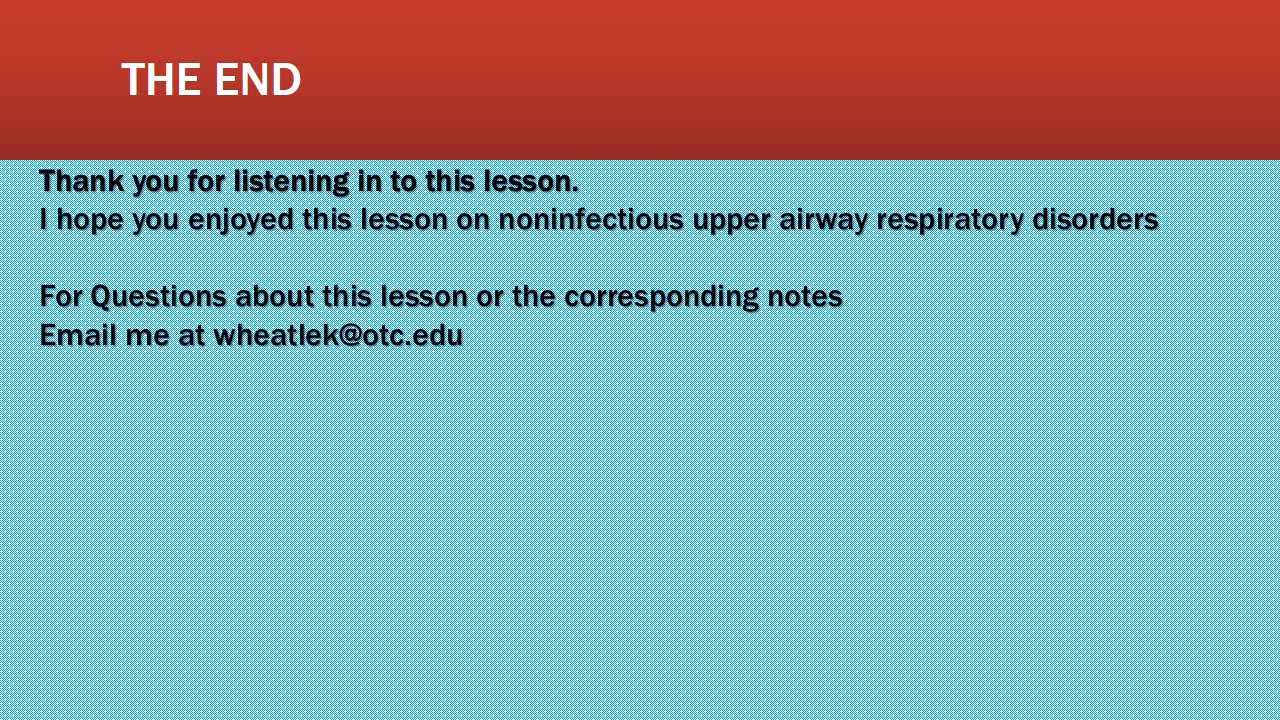 THE END
Thank you for listening in to this lesson.
I hope you enjoyed this lesson on noninfectious upper airway respiratory disorders
For Questions about this lesson or the corresponding notes
Email me at wheatlek@otc.edu